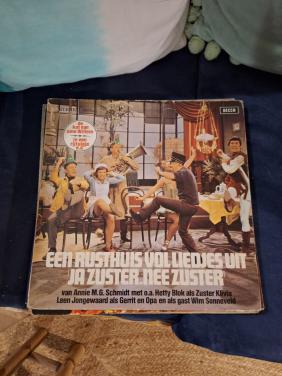 DECCA
EEN RUSTHUIS VOL LIEDJES UIT
JA ZUSTER NEE ZUSTER
van Annie M.G. Schmidt met o.a. Hetty Blok als Zuster Klivia
Leen Jongewaard als Gerrit en Opa en als gast Wim Sonneveld